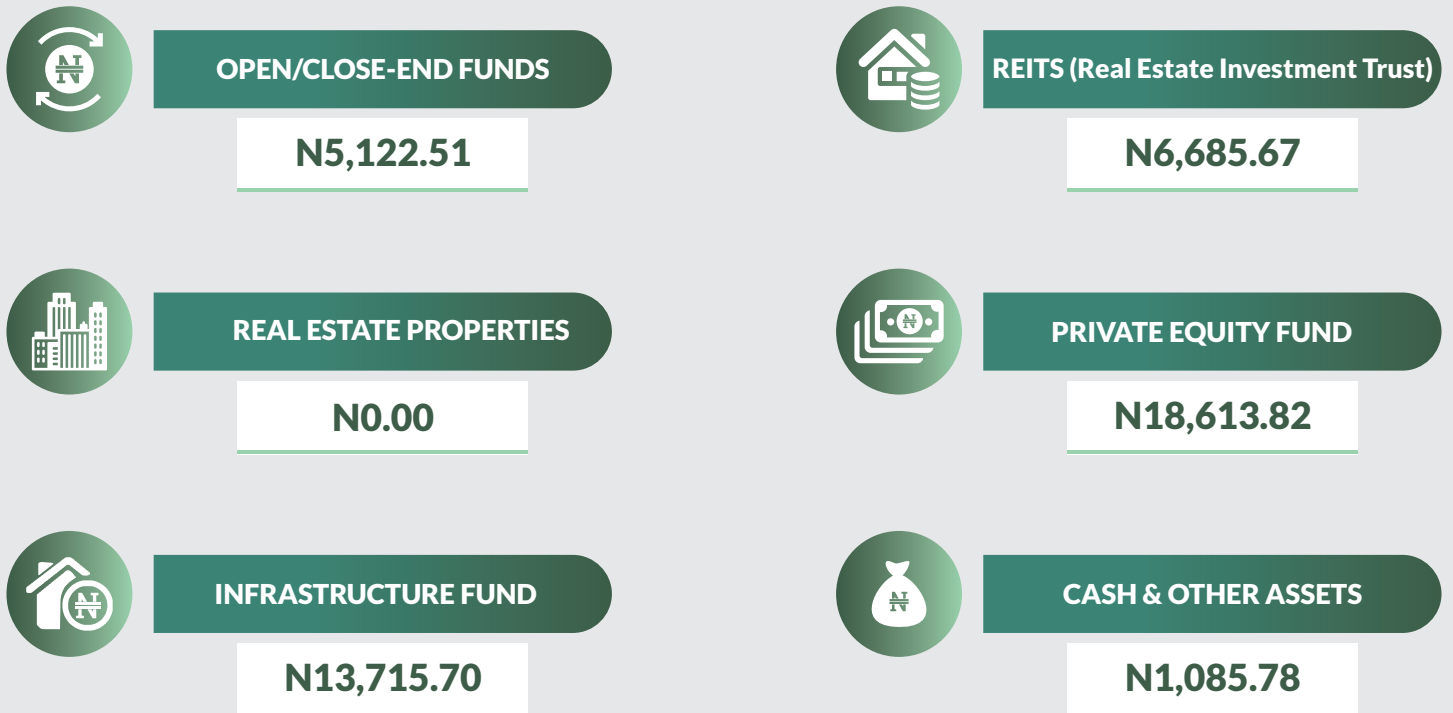 OPEN/CLOSE-END FUNDS
N5,122.51
REITS (Real Estate Investment Trust)
N6,685.67
REAL ESTATE PROPERTIES
N0.00
PRIVATE EQUITY FUND
N18,613.82
INFRASTRUCTURE FUND
N13,715.70
CASH & OTHER ASSETS
N1,085.78